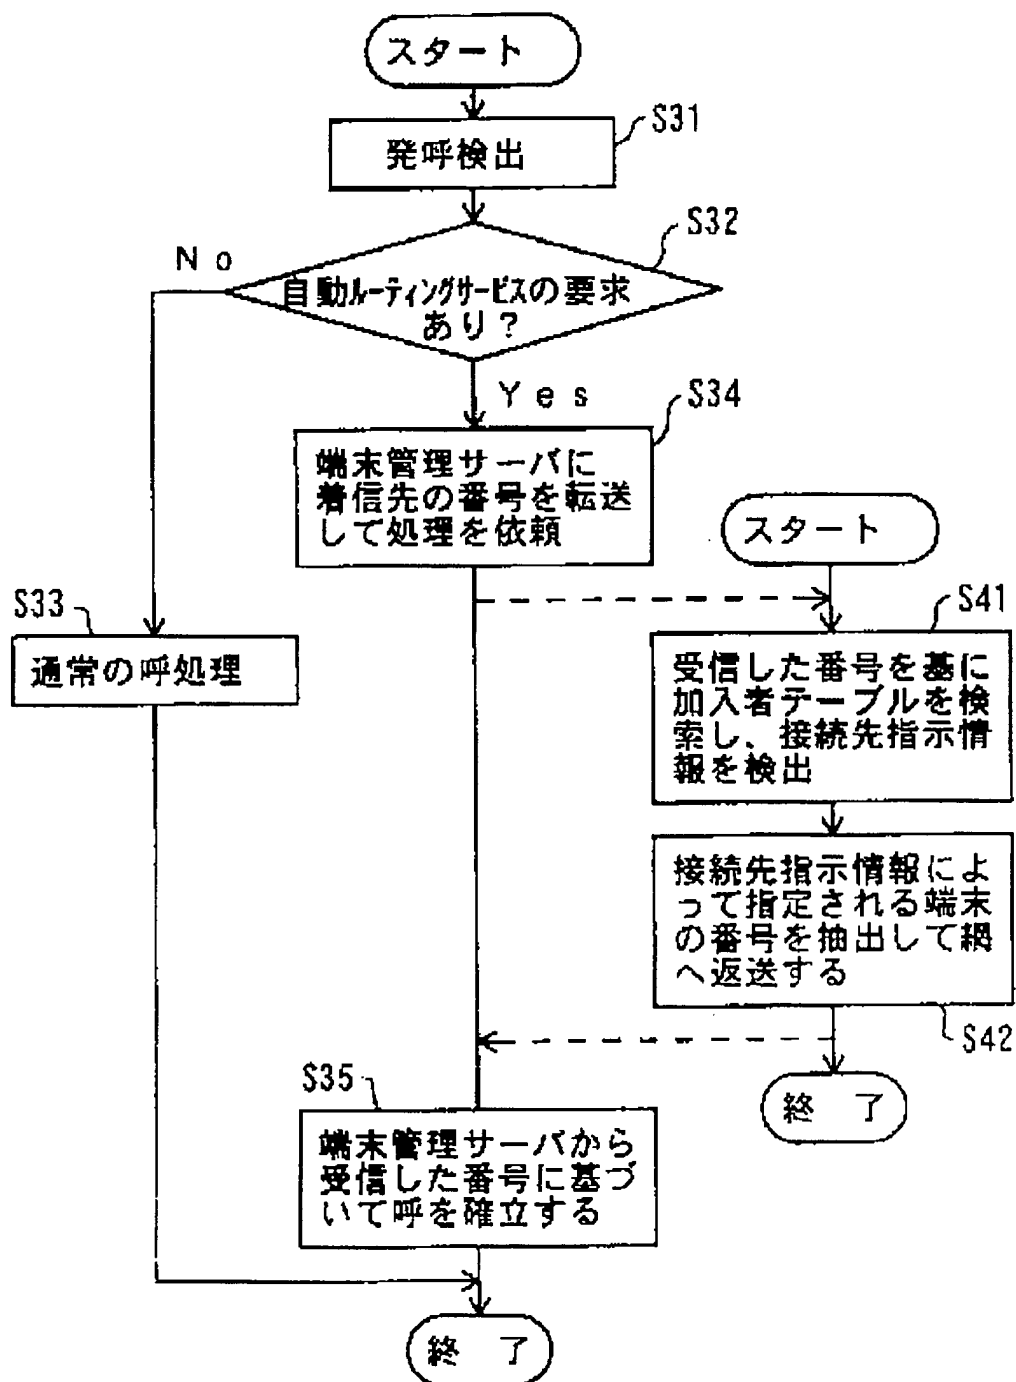 スタート
S31
発呼検出
S32
No
自動ルーティングサービスの要求
あり？
Yes
S34
端末管理サーバに
着信先の番号を転送
して処理を依頼
スタート
S33
通常の呼処理
S41
受信した番号を基に
加入者テーブルを検
索し、接続先指示情
報を検出
接続先指示情報によ
って指定される端末
の番号を抽出して網
へ返送する
S42
終 了
S35
端末管理サーバから
受信した番号に基づ
いて呼を確立する
終 了